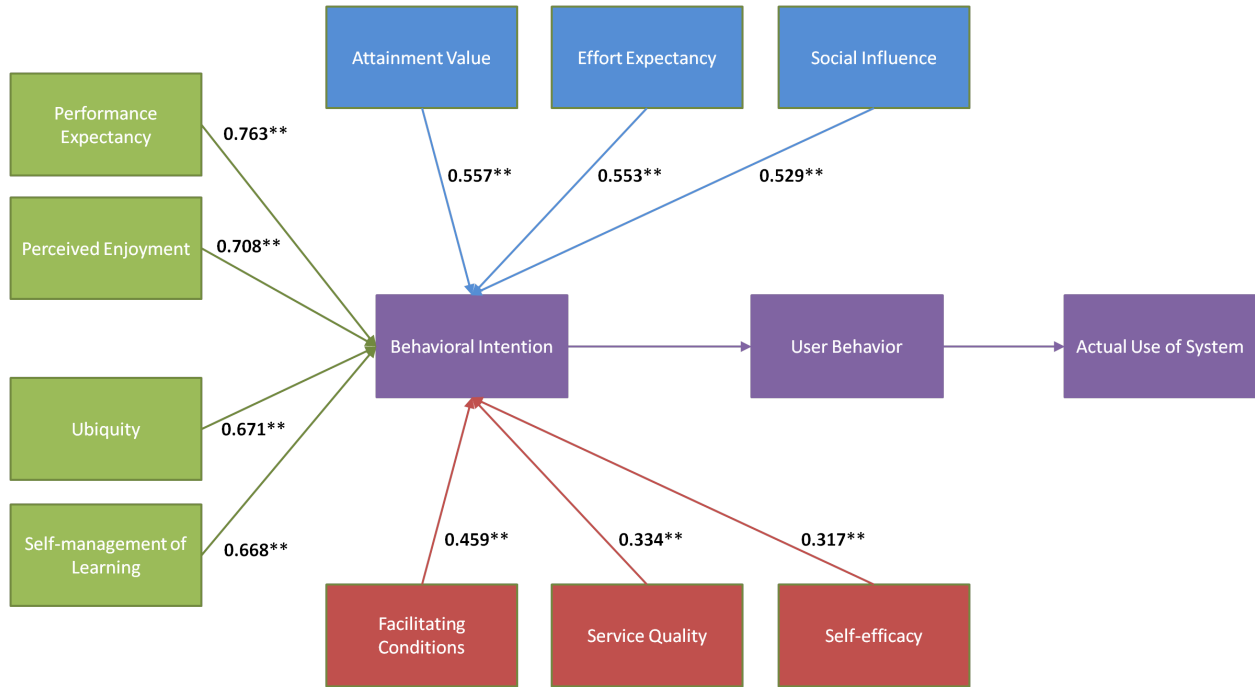 Attainment Value
Effort Expectancy
Social Influence
Performance
Expectancy
0.763**
0.557**
0.553**
0.529**
Perceived Enjoyment
0.708**
Behavioral Intention
User Behavior
Actual Use of System
Ubiquity
0.671**
Self-management of
Learning
0.668**
0.459**
0.334**
0.317**
Facilitating
Conditions
Service Quality
Self-efficacy